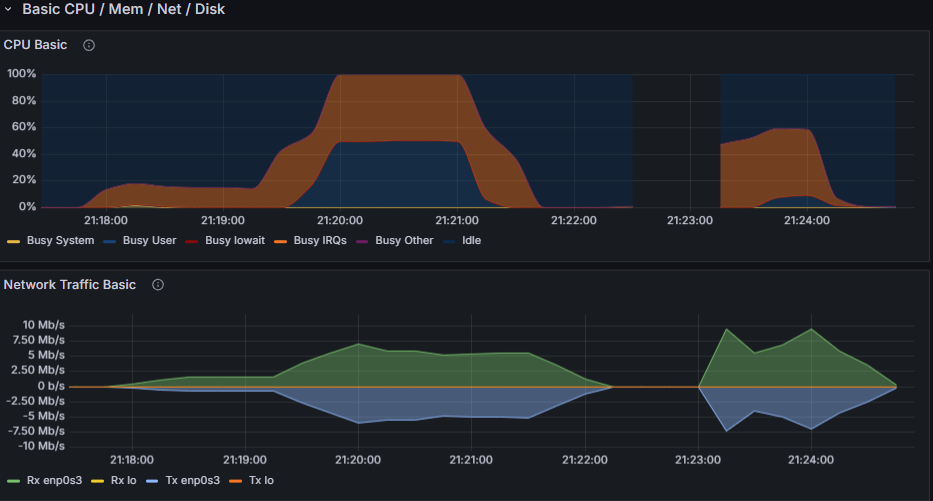 Basic CPU / Mem / Net / Disk
CPU Basic
100%
80%
60%
40%
20%
0%
21:18:00 21:19:00 21:20:00 21:21:00 21:22:00 21:23:00 21:24:00
Busy System Busy User Busy Iowait Busy IRQs Busy Other Idle
Network Traffic Basic
10 Mb/s
7.50 Mb/s
5 Mb/s
2.50 Mb/s
0 b/s
-2.50 Mb/s
-5 Mb/s
-7.50 Mb/s
-10 Mb/s
21:18:00 21:19:00 21:20:00 21:21:00 21:22:00 21:23:00 21:24:00
Rx enp0s3 Rx lo Tx enp0s3 Tx lo